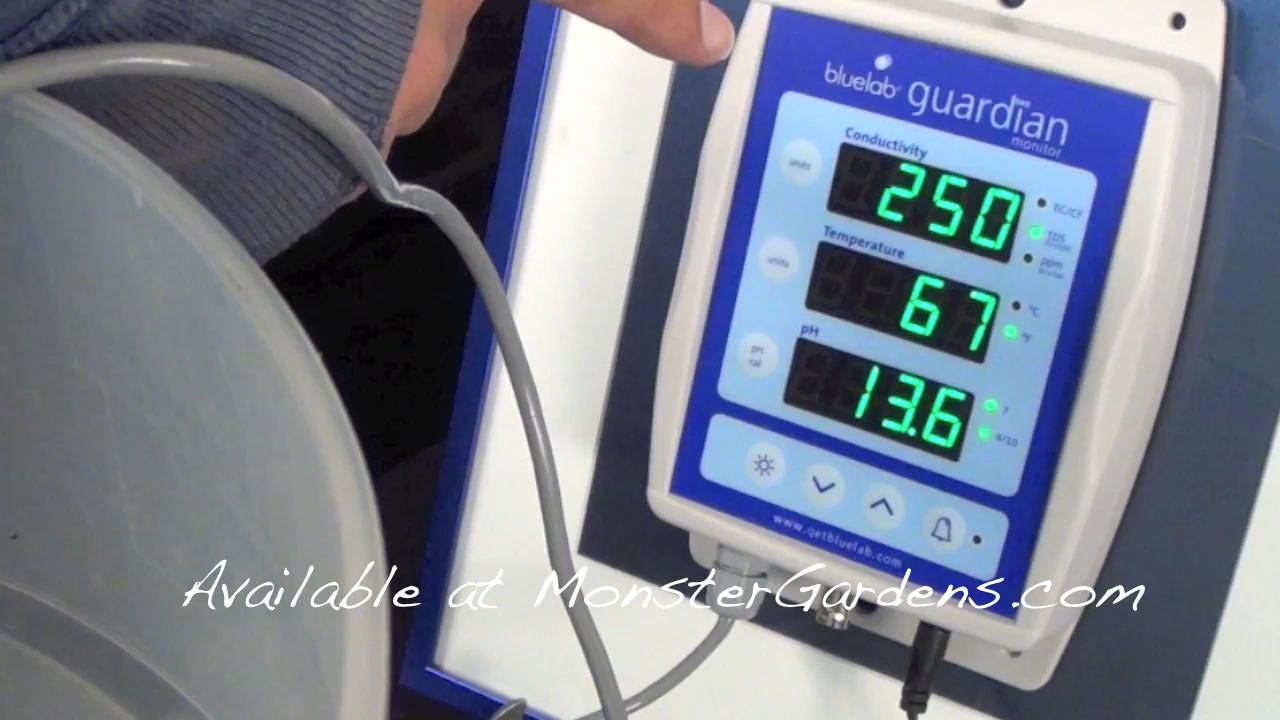 bluelab
guardian
monitor
Conductivity
units
250
EC/CF
TDS
ppm
Temperature
units
67
°C
°F
pH
pH
cal
13.6
7
4/10
www.getbluelab.com
Available at MonsterGardens.com